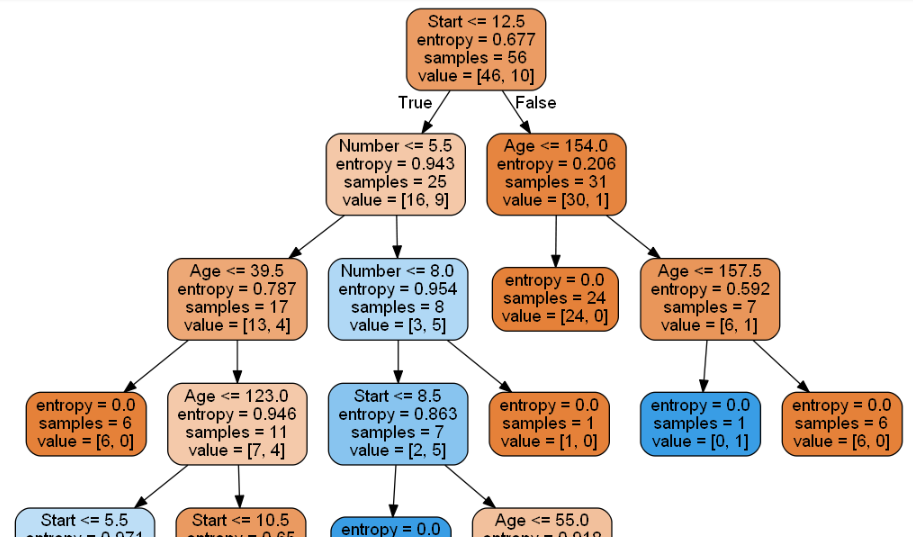 Start <= 12.5
entropy = 0.677
samples = 56
value = [46, 10]
True
False
Number <= 5.5
entropy = 0.943
samples = 25
value = [16, 9]
Age <= 154.0
entropy = 0.206
samples = 31
value = [30, 1]
Age <= 39.5
entropy = 0.787
samples = 17
value = [13, 4]
Number <= 8.0
entropy = 0.954
samples = 8
value = [3, 5]
entropy = 0.0
samples = 24
value = [24, 0]
Age <= 157.5
entropy = 0.592
samples = 7
value = [6, 1]
entropy = 0.0
samples = 6
value = [6, 0]
Age <= 123.0
entropy = 0.946
samples = 11
value = [7, 4]
Start <= 8.5
entropy = 0.863
samples = 7
value = [2, 5]
entropy = 0.0
samples = 1
value = [1, 0]
entropy = 0.0
samples = 1
value = [0, 1]
entropy = 0.0
samples = 6
value = [6, 0]
Start <= 5.5
entropy = 0.971
Start <= 10.5
entropy = 0.65
entropy = 0.0
Age <= 55.0
entropy = 0.918